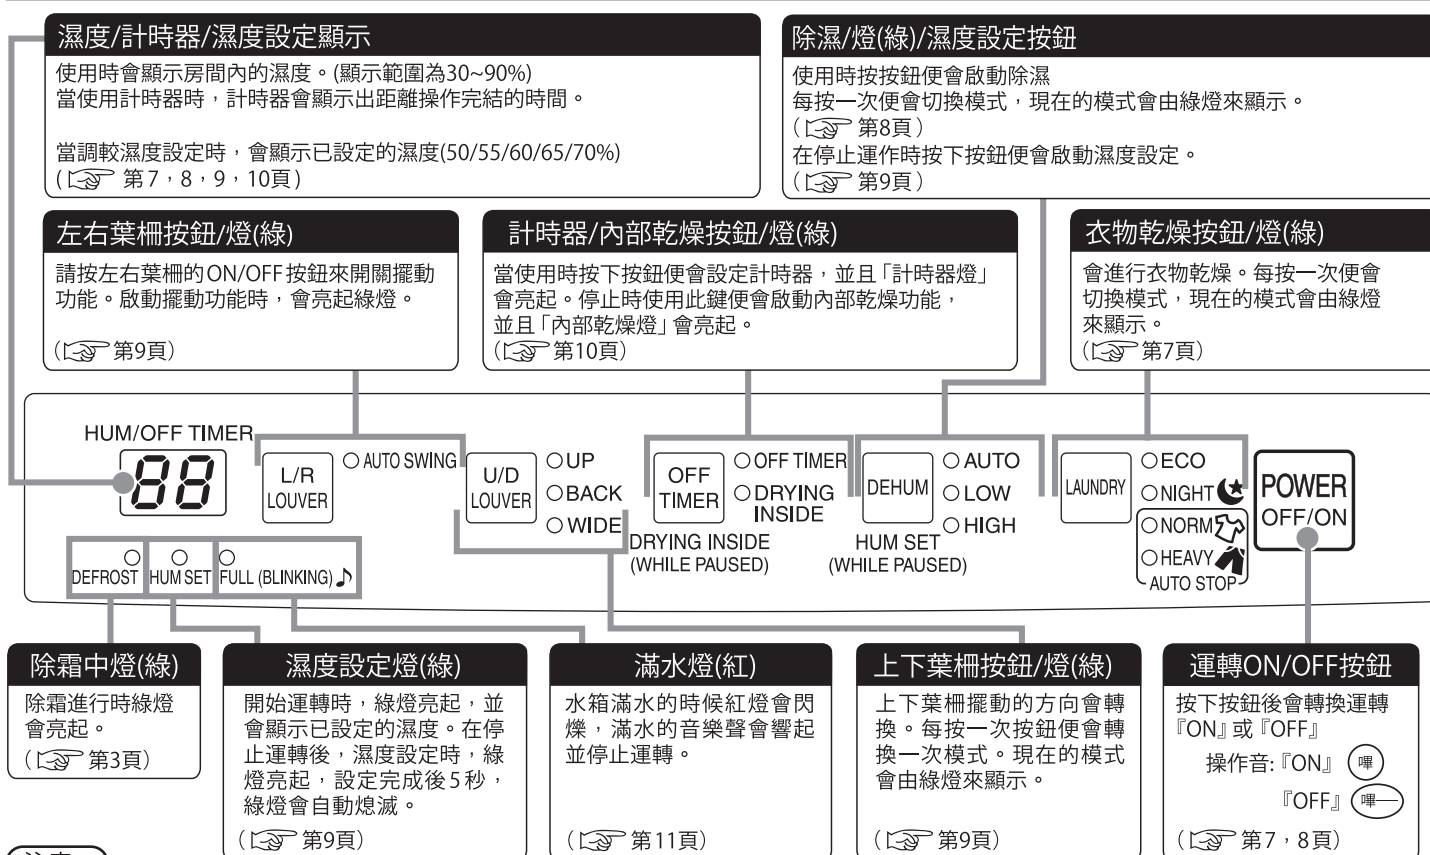 濕度/計時器/濕度設定顯示
使用時會顯示房間內的濕度。(顯示範圍為30~90%)
當使用計時器時，計時器會顯示出距離操作完結的時間。
當調較濕度設定時，會顯示已設定的濕度(50/55/60/65/70%)
(☞ 第7，8，9，10頁)
除濕/燈(綠)/濕度設定按鈕
使用時按按鈕便會啟動除濕
每按一次便會切換模式，現在的模式會由綠燈來顯示。
(☞ 第8頁)
在停止運作時按下按鈕便會啟動濕度設定。
(☞ 第9頁)
左右葉柵按鈕/燈(綠)
請按左右葉柵的ON/OFF按鈕來開關擺動
功能。啟動擺動功能時，會亮起綠燈。
(☞ 第9頁)
計時器/內部乾燥按鈕/燈(綠)
當使用時按下按鈕便會設定計時器，並且「計時器燈」
會亮起。停止時使用此鍵便會啟動內部乾燥功能，
並且「內部乾燥燈」會亮起。
(☞ 第10頁)
衣物乾燥按鈕/燈(綠)
會進行衣物乾燥。每按一次便會
切換模式，現在的模式會由綠燈
來顯示。
(☞ 第7頁)
HUM/OFF TIMER
88
L/R
LOUVER
AUTO SWING
U/D
LOUVER
UP
BACK
WIDE
OFF
TIMER
OFF TIMER
DRYING
INSIDE
DRYING INSIDE
(WHILE PAUSED)
DEHUM
AUTO
LOW
HIGH
HUM SET
(WHILE PAUSED)
LAUNDRY
ECO
NIGHT
NORM
HEAVY
AUTO STOP
POWER
OFF/ON
DEFROST
HUM SET
FULL (BLINKING) ♪
除霜中燈(綠)
除霜進行時綠燈
會亮起。
(☞ 第3頁)
濕度設定燈(綠)
開始運轉時，綠燈亮起，並
會顯示已設定的濕度。在停
止運轉後，濕度設定時，綠
燈亮起，設定完成後5秒，
綠燈會自動熄滅。
(☞ 第9頁)
滿水燈(紅)
水箱滿水的時候紅燈會閃
爍，滿水的音樂聲會響起
並停止運轉。
(☞ 第11頁)
上下葉柵按鈕/燈(綠)
上下葉柵擺動的方向會轉
換。每按一次按鈕便會轉
換一次模式。現在的模式
會由綠燈來顯示。
(☞ 第9頁)
運轉ON/OFF按鈕
按下按鈕後會轉換運轉
『ON』或『OFF』
操作音:『ON』 嗶
『OFF』 嗶—
(☞ 第7，8頁)